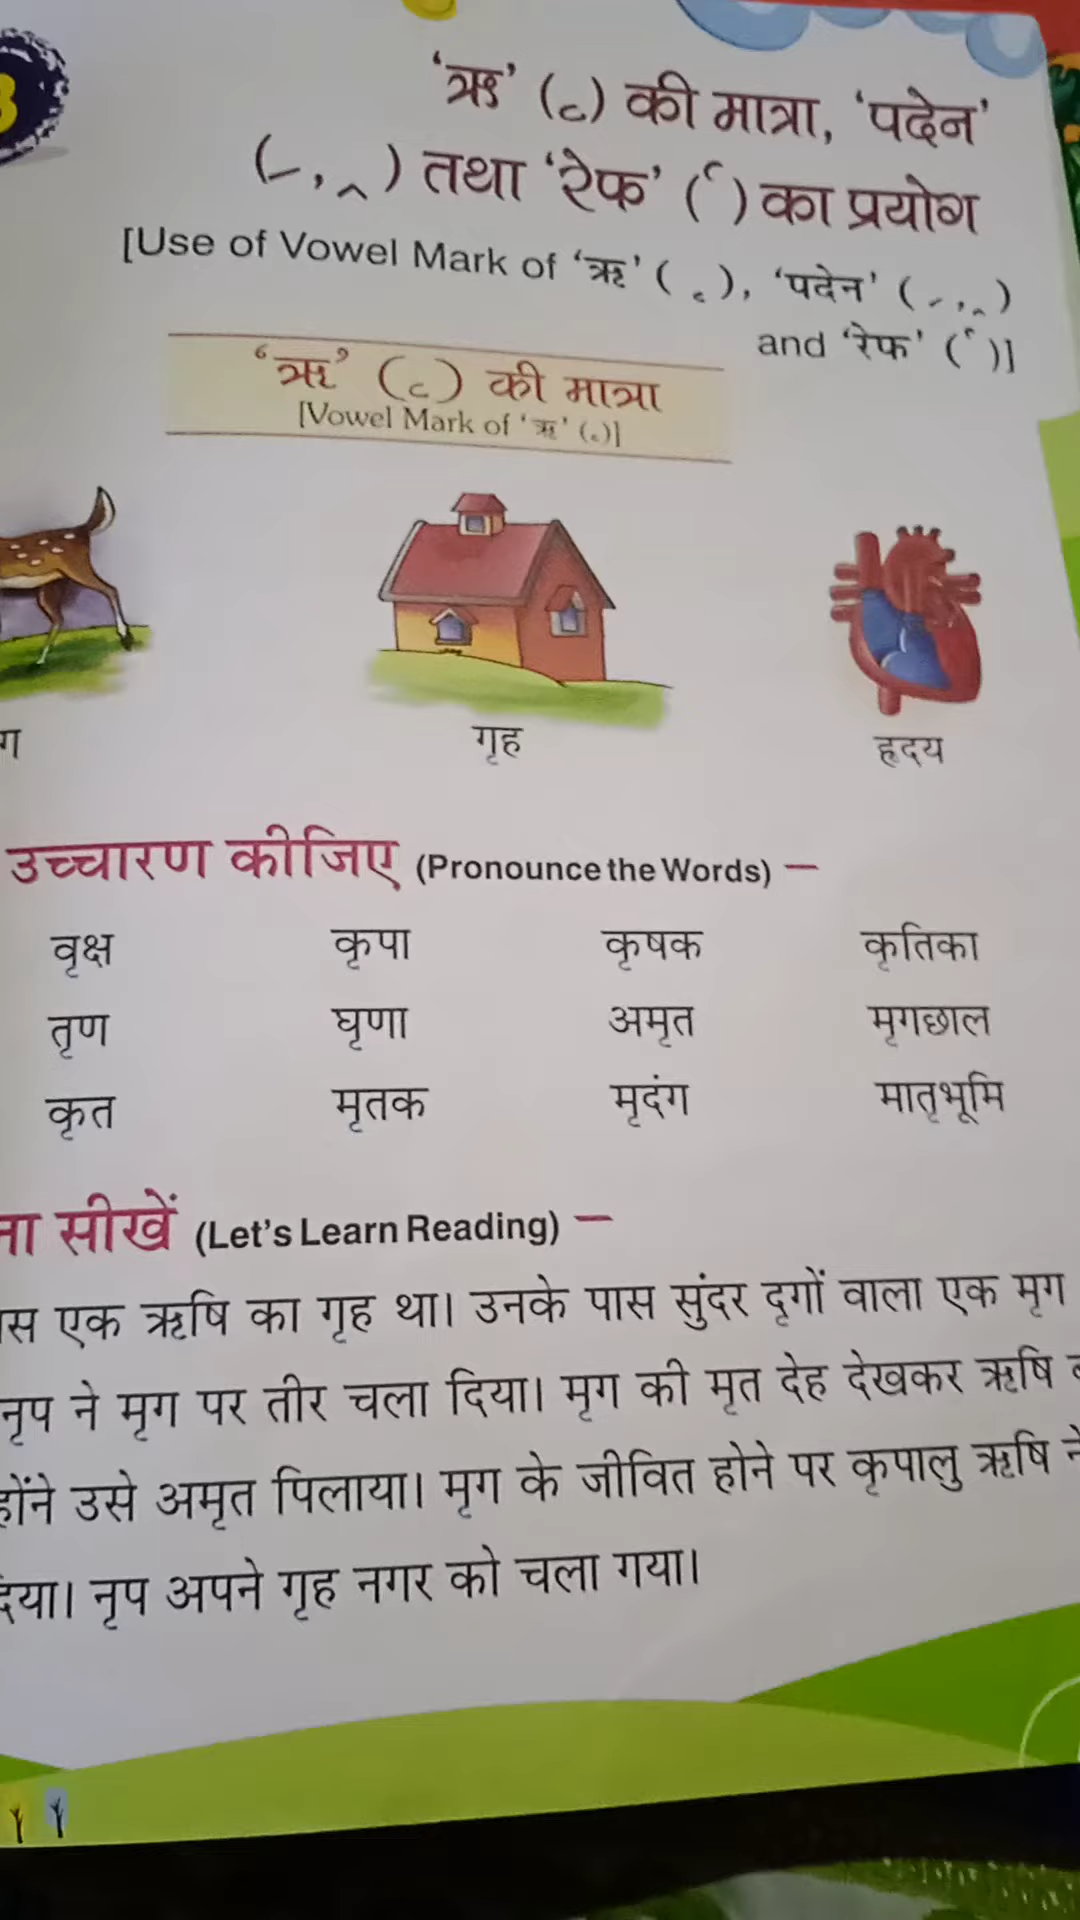 3
‘ऋ’ (ृ) की मात्रा, ‘पदेन’
(-्र, ्र) तथा ‘रेफ’ (र्) का प्रयोग
[Use of Vowel Mark of ‘ऋ’ (ृ), ‘पदेन’ (-्र, ्र)
and ‘रेफ’ (र्)]
‘ऋ’ (ृ) की मात्रा
[Vowel Mark of ‘ऋ’ (ृ)]
ग गृह हृदय
उच्चारण कीजिए (Pronounce the Words) —
वृक्ष कृपा कृषक कृतिका
तृण घृणा अमृत मृगछाल
कृत मृतक मृदंग मातृभूमि
ना सीखें (Let's Learn Reading) —
एक ऋषि का गृह था। उनके पास सुंदर दृगों वाला एक मृग
नृप ने मृग पर तीर चला दिया। मृग की मृत देह देखकर ऋषि
उसे अमृत पिलाया। मृग के जीवित होने पर कृपालु ऋषि ने
नृप अपने गृह नगर को चला गया।